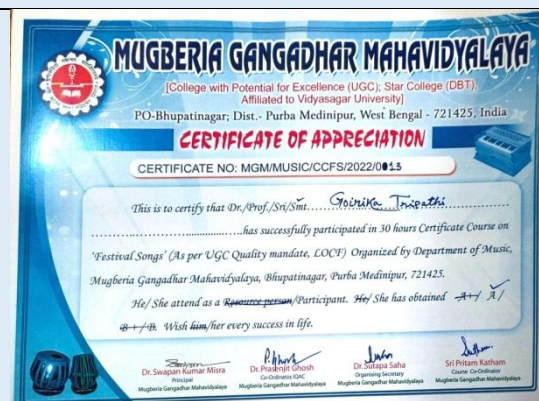 MUGBERIA GANGADHAR MAHAVIDYALAYA
[College with Potential for Excellence (UGC); Star College (DBT).
Affiliated to Vidyasagar University]
PO-Bhupatinagar; Dist.- Purba Medinipur, West Bengal - 721425, India
CERTIFICATE OF APPRECIATION
CERTIFICATE NO: MGM/MUSIC/CCFS/2022/0013
This is to certify that Dr./Prof./Sri/Smt.... Goirika Tripathi
....................................has successfully participated in 30 hours Certificate Course on
'Festival Songs' (As per UGC Quality mandate, LOCF) Organized by Department of Music,
Mugberia Gangadhar Mahavidyalaya, Bhupatinagar, Purba Medinipur, 721425.
He/ She attend as a Resource person/Participant. He/ She has obtained A+/ A/
B+/B. Wish him/her every success in life.
Dr. Swapan Kumar Misra
Principal
Mugberia Gangadhar Mahavidyalaya
Dr. Prasenjit Ghosh
Co-Ordinator, IQAC
Mugberia Gangadhar Mahavidyalaya
Dr. Sutapa Saha
Organising Secretary
Mugberia Gangadhar Mahavidyalaya
Sri Pritam Katham
Course Co-Ordinator
Mugberia Gangadhar Mahavidyalaya